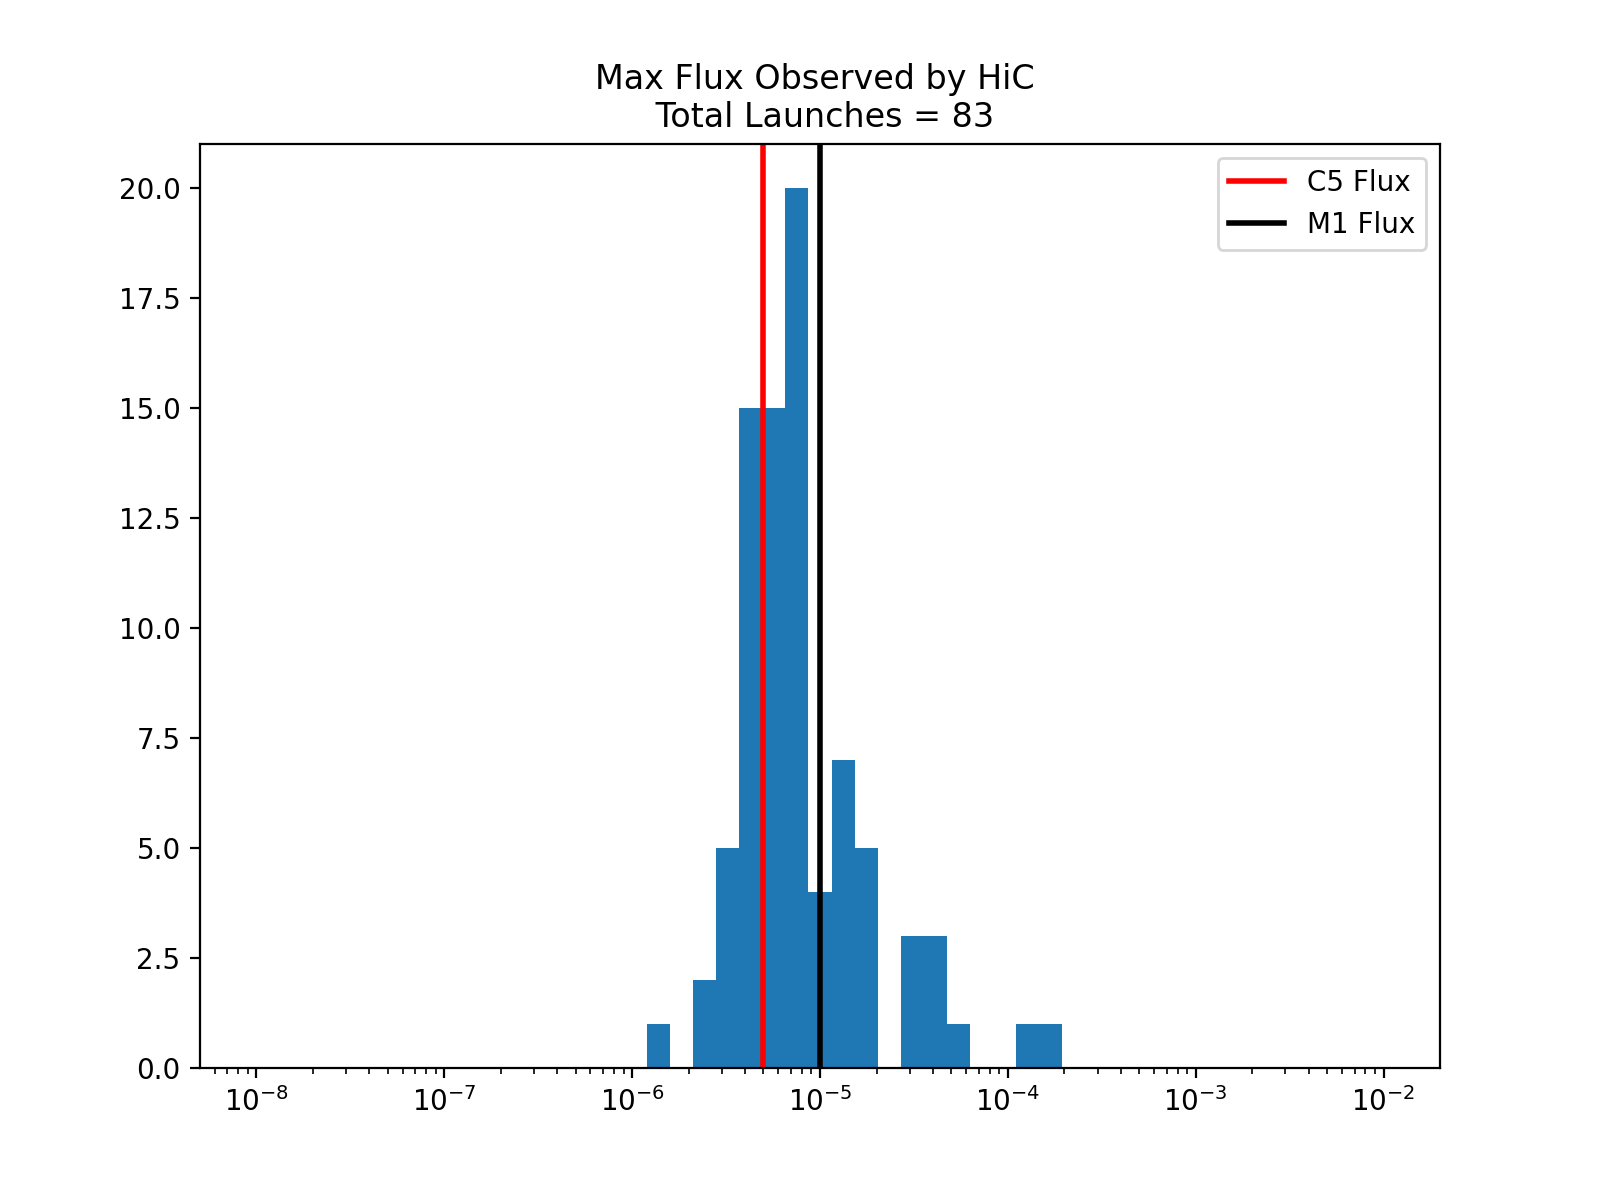 Max Flux Observed by HiC
Total Launches = 83
C5 Flux
M1 Flux
20.0
17.5
15.0
12.5
10.0
7.5
5.0
2.5
0.0
10⁻⁸ 10⁻⁷ 10⁻⁶ 10⁻⁵ 10⁻⁴ 10⁻³ 10⁻²